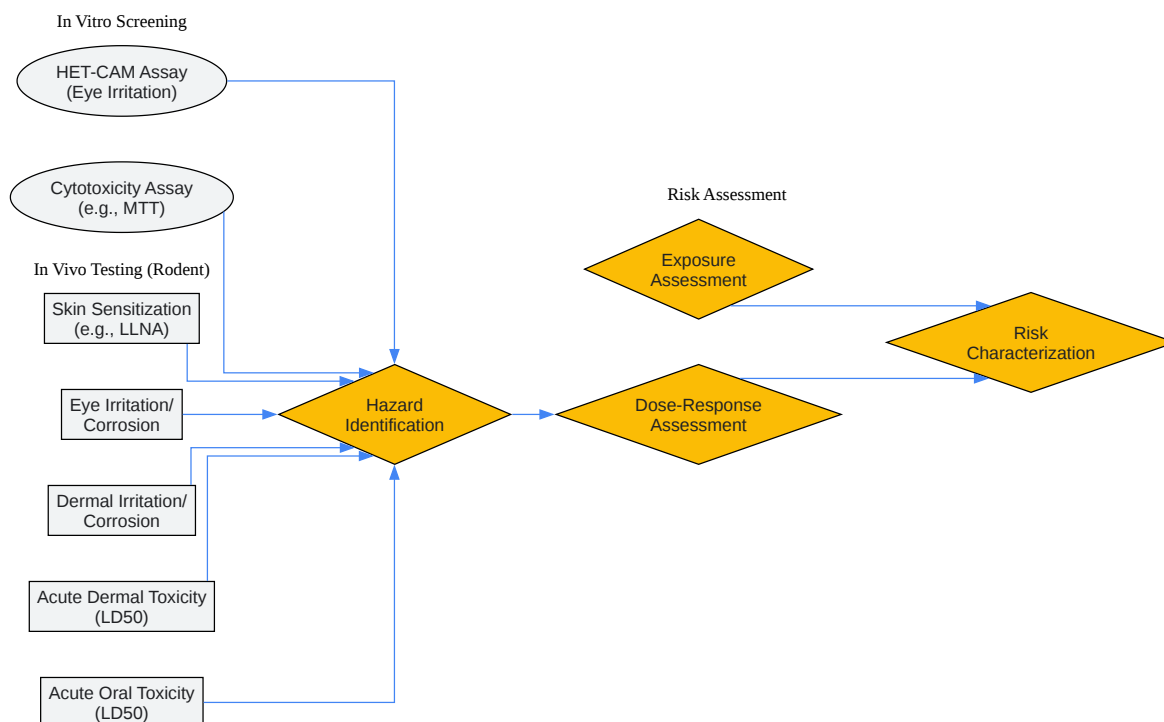 In Vitro Screening
HET-CAM Assay
(Eye Irritation)
Cytotoxicity Assay
(e.g., MTT)
In Vivo Testing (Rodent)
Skin Sensitization
(e.g., LLNA)
Eye Irritation/
Corrosion
Dermal Irritation/
Corrosion
Acute Dermal Toxicity
(LD50)
Acute Oral Toxicity
(LD50)
Hazard
Identification
Risk Assessment
Exposure
Assessment
Dose-Response
Assessment
Risk
Characterization